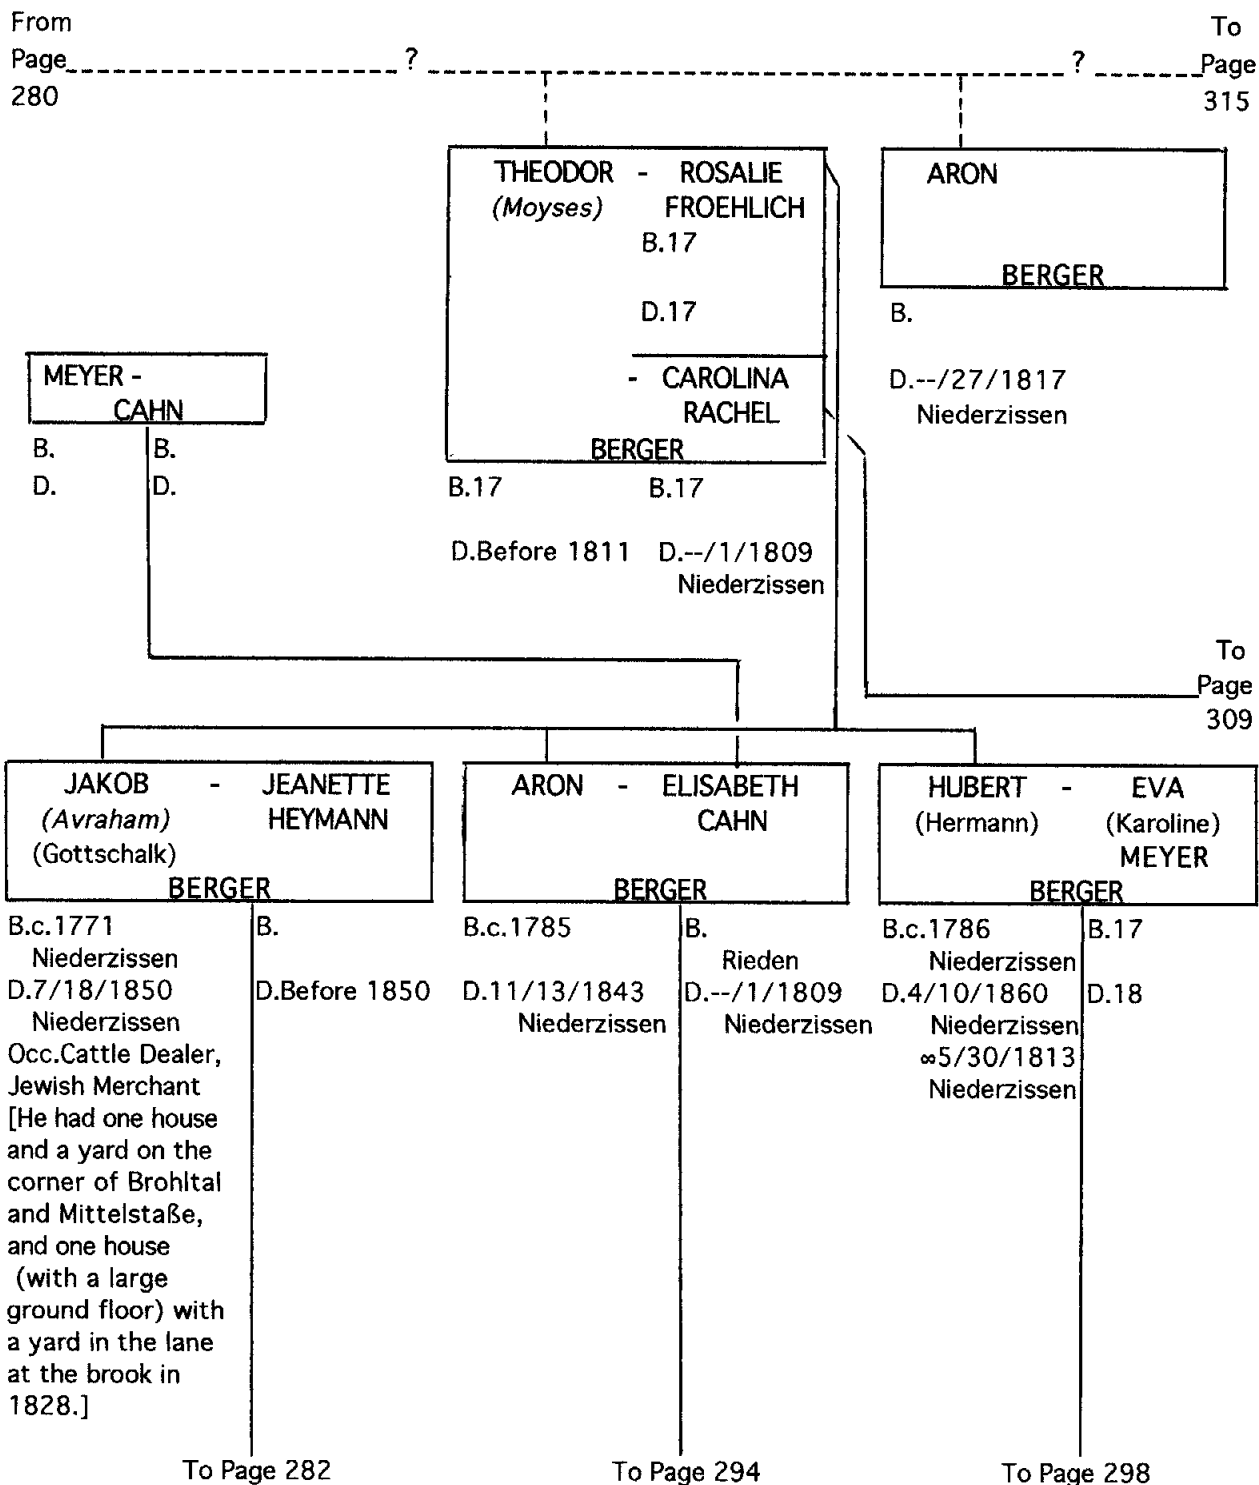 From
Page
280
?
?
To
Page
315
THEODOR - ROSALIE
(Moyses) FROEHLICH
B.17
D.17
- CAROLINA
RACHEL
BERGER
B.17 B.17
D.Before 1811 D.--/1/1809
Niederzissen
ARON
BERGER
B.
D.--/27/1817
Niederzissen
MEYER -
CAHN
B. B.
D. D.
To
Page
309
JAKOB - JEANETTE
(Avraham) HEYMANN
(Gottschalk)
BERGER
B.c.1771 B.
Niederzissen
D.7/18/1850 D.Before 1850
Niederzissen
Occ.Cattle Dealer,
Jewish Merchant
[He had one house
and a yard on the
corner of Brohltal
and Mittelstaße,
and one house
(with a large
ground floor) with
a yard in the lane
at the brook in
1828.]
To Page 282
ARON - ELISABETH
CAHN
BERGER
B.c.1785 B.
Rieden
D.11/13/1843 D.--/1/1809
Niederzissen Niederzissen
To Page 294
HUBERT - EVA
(Hermann) (Karoline)
MEYER
BERGER
B.c.1786 B.17
Niederzissen
D.4/10/1860 D.18
Niederzissen
∞5/30/1813
Niederzissen
To Page 298